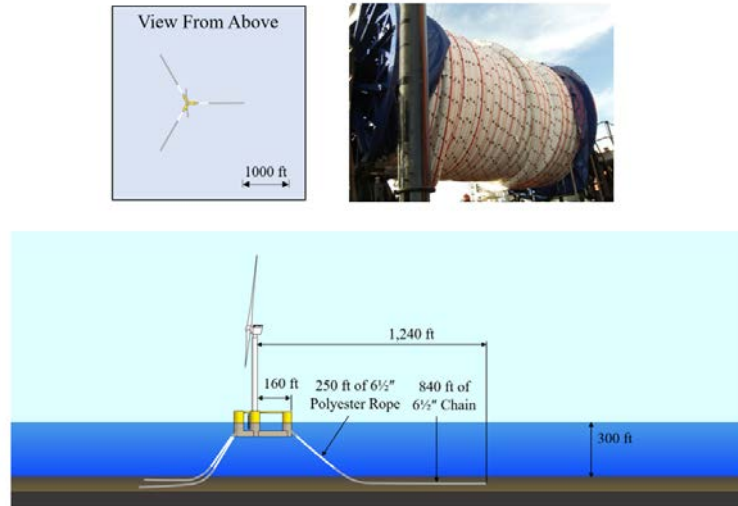 View From Above
1000 ft
1,240 ft
160 ft
250 ft of 6½″
Polyester Rope
840 ft of
6½″ Chain
300 ft